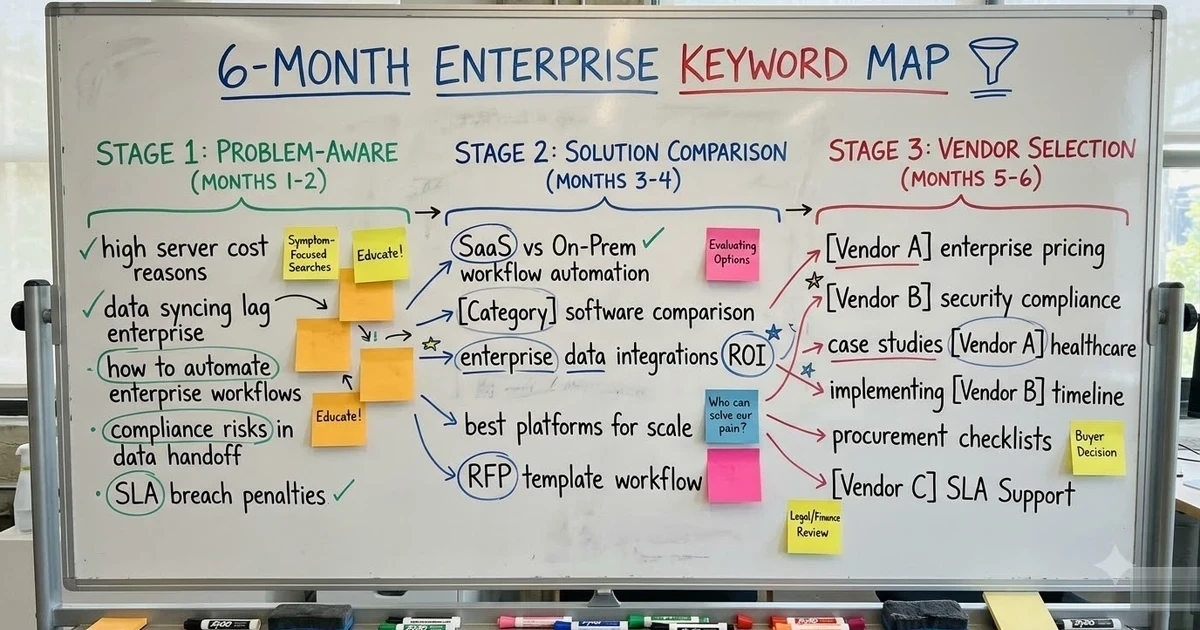 6-MONTH ENTERPRISE KEYWORD MAP
STAGE 1: PROBLEM-AWARE
(MONTHS 1-2)
high server cost
reasons
data syncing lag
enterprise
how to automate
enterprise workflows
compliance risks in
data handoff
SLA breach penalties
Symptom-
Focused
Searches
Educate!
Educate!
STAGE 2: SOLUTION COMPARISON
(MONTHS 3-4)
SaaS vs On-Prem
workflow automation
[Category] software comparison
enterprise data integrations ROI
best platforms for scale
RFP template workflow
Evaluating
Options
Who can
solve our
pain?
STAGE 3: VENDOR SELECTION
(MONTHS 5-6)
[Vendor A] enterprise pricing
[Vendor B] security compliance
case studies [Vendor A] healthcare
implementing [Vendor B] timeline
procurement checklists
[Vendor C] SLA Support
Buyer
Decision
Legal/Finance
Review